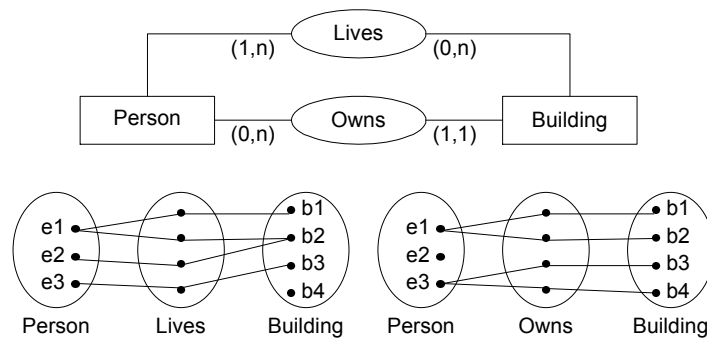 Lives
(1,n) (0,n)
Person Owns Building
(0,n) (1,1)
e1 b1 e1 b1
b2 b2
e2 e2
b3 b3
e3 e3
b4 b4
Person Lives Building Person Owns Building